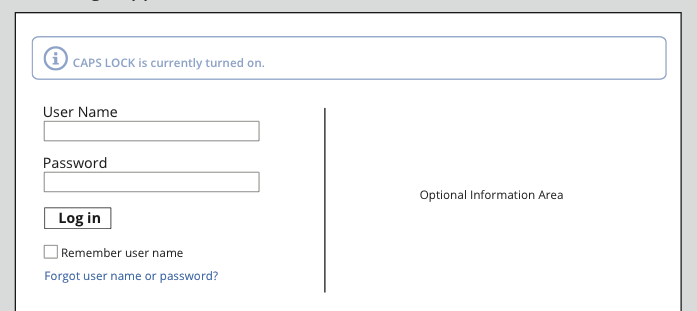 CAPS LOCK is currently turned on.
User Name
Password
Log in
Remember user name
Forgot user name or password?
Optional Information Area